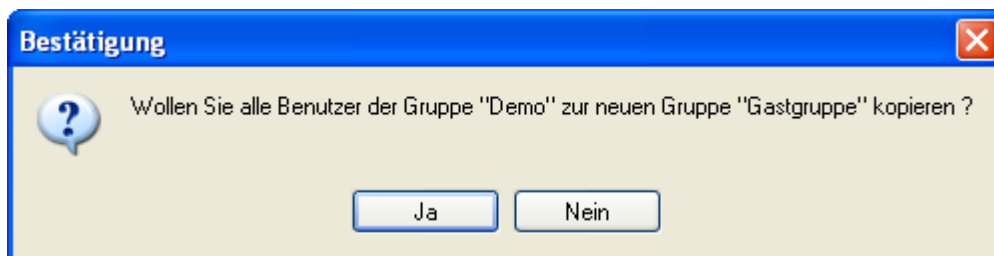 Bestätigung
Wollen Sie alle Benutzer der Gruppe "Demo" zur neuen Gruppe "Gastgruppe" kopieren ?
Ja
Nein